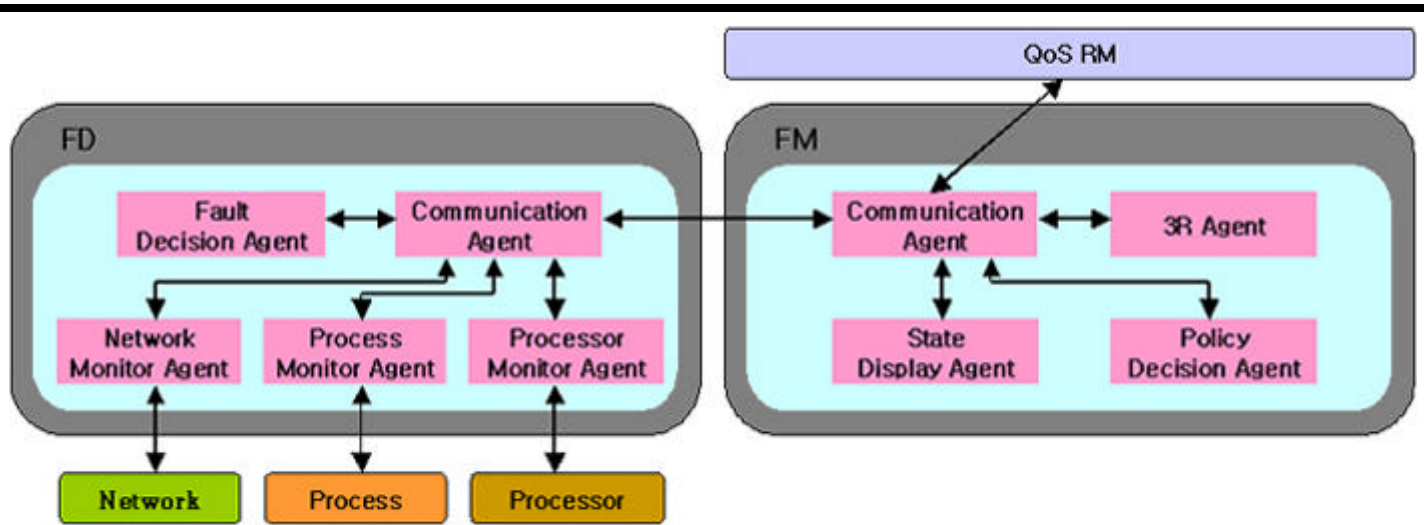 QoS RM
FD
FM
Fault
Decision Agent
Communication
Agent
Communication
Agent
3R Agent
Network
Monitor Agent
Process
Monitor Agent
Processor
Monitor Agent
State
Display Agent
Policy
Decision Agent
Network
Process
Processor